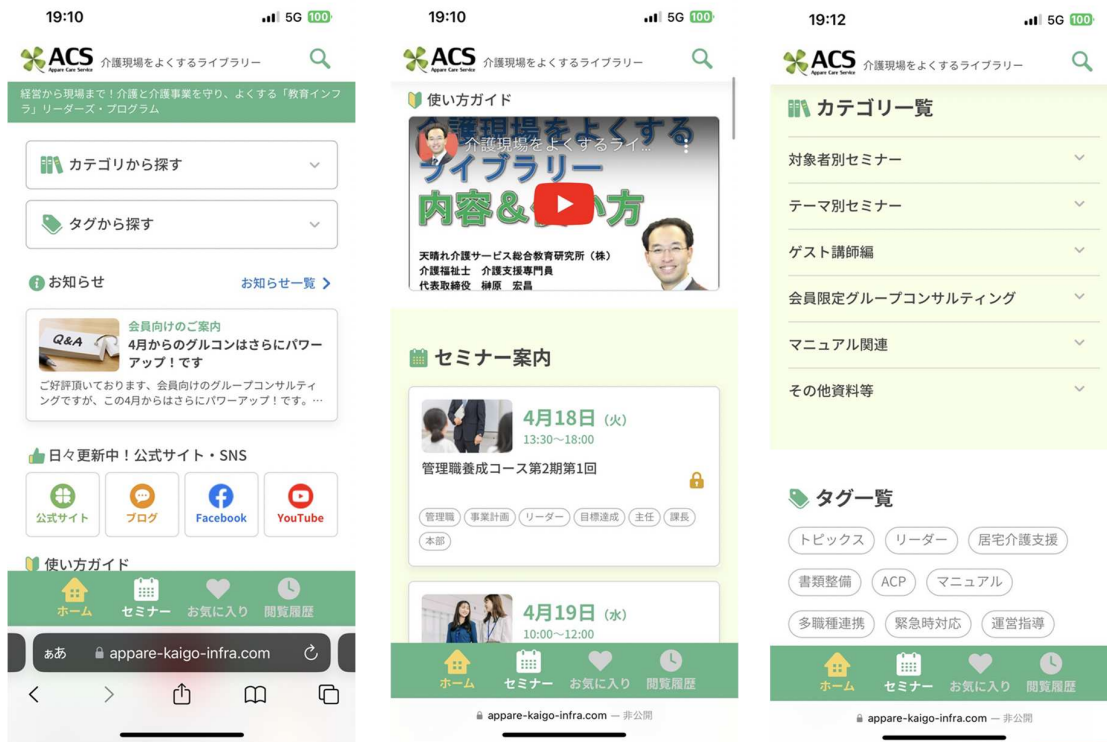 19:10
5G 100
ACS
Appare Care Service
介護現場をよくするライブラリー
経営から現場まで！介護と介護事業を守り、よくする「教育インフ
ラ」リーダーズ・プログラム
カテゴリから探す
タグから探す
お知らせ
お知らせ一覧
Q&A
会員向けのご案内
4月からのグルコンはさらにパワー
アップ！です
ご好評頂いております、会員向けのグループコンサルティ
ングですが、この4月からはさらにパワーアップ！です。…
日々更新中！公式サイト・SNS
公式サイト
ブログ
Facebook
YouTube
使い方ガイド
ホーム
セミナー
お気に入り
閲覧履歴
ぁあ
appare-kaigo-infra.com
19:10
5G 100
ACS
Appare Care Service
介護現場をよくするライブラリー
使い方ガイド
介護現場をよくするライ...
介護現場をよくする
ライブラリー
内容&使い方
天晴れ介護サービス総合教育研究所（株）
介護福祉士　介護支援専門員
代表取締役　榊原　宏昌
セミナー案内
4月18日（火）
13:30～18:00
管理職養成コース第2期第1回
管理職
事業計画
リーダー
目標達成
主任
課長
本部
4月19日（水）
10:00～12:00
ホーム
セミナー
お気に入り
閲覧履歴
appare-kaigo-infra.com — 非公開
19:12
5G 100
ACS
Appare Care Service
介護現場をよくするライブラリー
カテゴリ一覧
対象者別セミナー
テーマ別セミナー
ゲスト講師編
会員限定グループコンサルティング
マニュアル関連
その他資料等
タグ一覧
トピックス
リーダー
居宅介護支援
書類整備
ACP
マニュアル
多職種連携
緊急時対応
運営指導
ホーム
セミナー
お気に入り
閲覧履歴
appare-kaigo-infra.com — 非公開